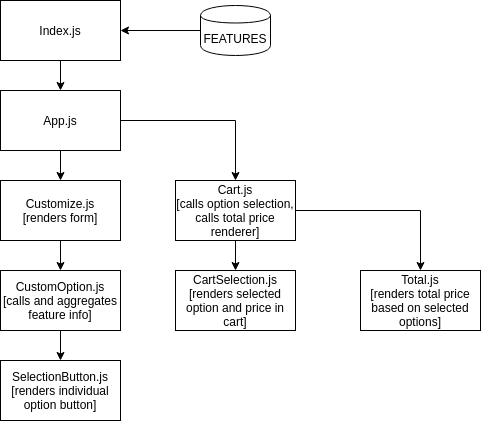 Index.js
FEATURES
App.js
Customize.js
[renders form]
Cart.js
[calls option selection,
calls total price
renderer]
CustomOption.js
[calls and aggregates
feature info]
CartSelection.js
[renders selected
option and price in
cart]
Total.js
[renders total price
based on selected
options]
SelectionButton.js
[renders individual
option button]